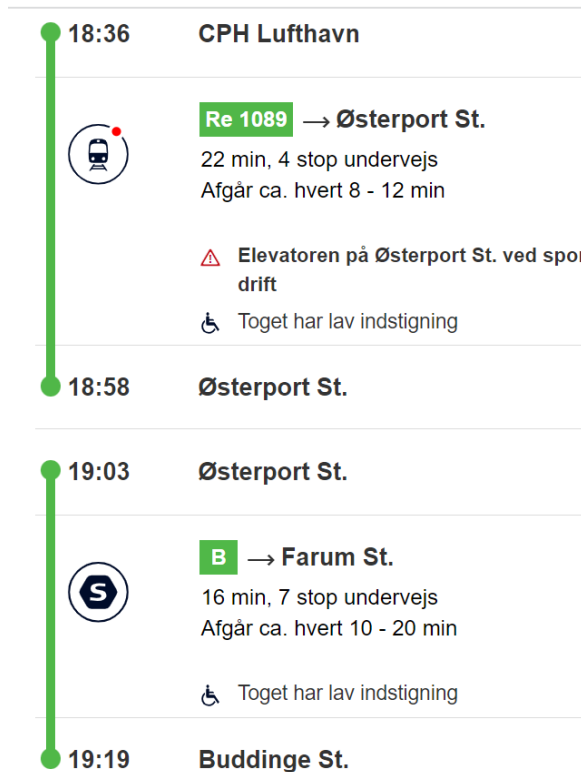 18:36 CPH Lufthavn
Re 1089 → Østerport St.
22 min, 4 stop undervejs
Afgår ca. hvert 8 - 12 min
Elevatoren på Østerport St. ved
drift
Toget har lav indstigning
18:58 Østerport St.
19:03 Østerport St.
B → Farum St.
S
16 min, 7 stop undervejs
Afgår ca. hvert 10 - 20 min
Toget har lav indstigning
19:19 Buddinge St.